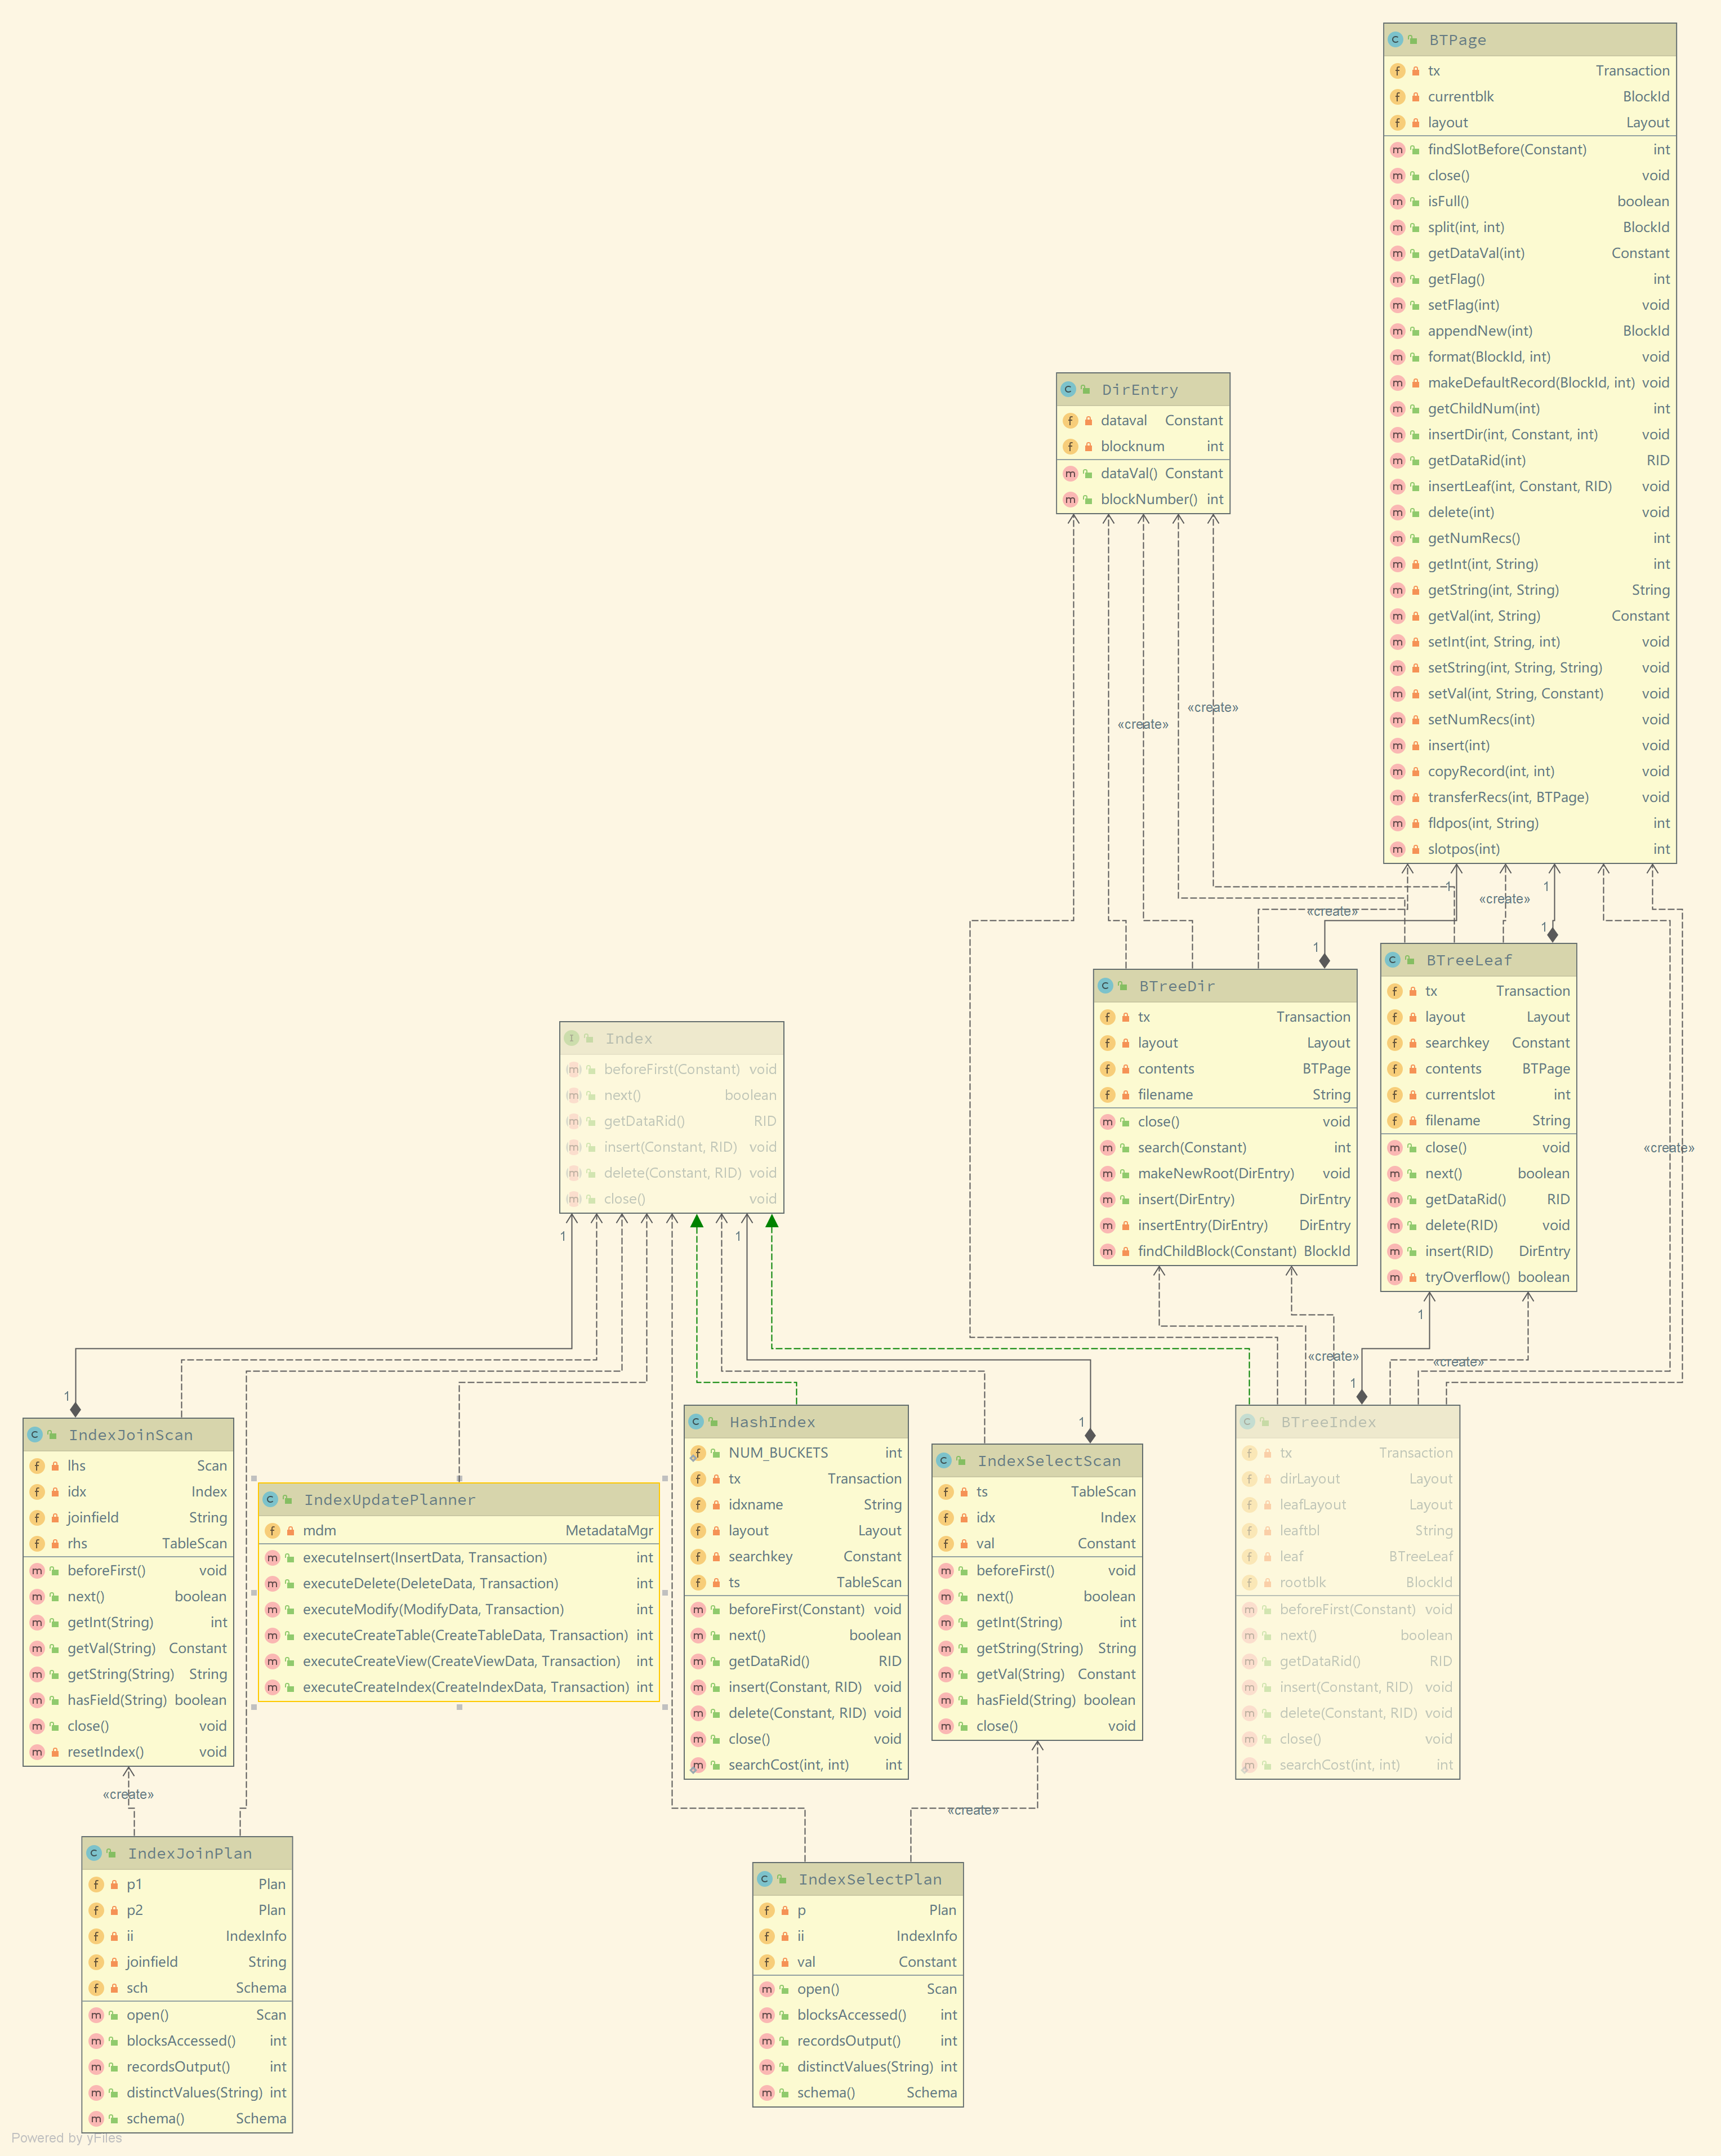 BTPage
tx Transaction
currentblk BlockId
layout Layout
findSlotBefore(Constant) int
close() void
isFull() boolean
split(int, int) BlockId
getDataVal(int) Constant
getFlag() int
setFlag(int) void
appendNew(int) BlockId
format(BlockId, int) void
makeDefaultRecord(BlockId, int) void
getChildNum(int) int
insertDir(int, Constant, int) void
getDataRid(int) RID
insertLeaf(int, Constant, RID) void
delete(int) void
getNumRecs() int
getInt(int, String) int
getString(int, String) String
getVal(int, String) Constant
setInt(int, String, int) void
setString(int, String, String) void
setVal(int, String, Constant) void
setNumRecs(int) void
insert(int) void
copyRecord(int, int) void
transferRecs(int, BTPage) void
fldpos(int, String) int
slotpos(int) int
DirEntry
dataval Constant
blocknum int
dataVal() Constant
blockNumber() int
«create»
«create»
1
1
«create»
«create»
1
1
BTreeDir
tx Transaction
layout Layout
contents BTPage
filename String
close() void
search(Constant) int
makeNewRoot(DirEntry) void
insert(DirEntry) DirEntry
insertEntry(DirEntry) DirEntry
findChildBlock(Constant) BlockId
BTreeLeaf
tx Transaction
layout Layout
searchkey Constant
contents BTPage
currentslot int
filename String
close() void
next() boolean
getDataRid() RID
delete(RID) void
insert(RID) DirEntry
tryOverflow() boolean
«create»
Index
beforeFirst(Constant) void
next() boolean
getDataRid() RID
insert(Constant, RID) void
delete(Constant, RID) void
close() void
1
1
1
«create»
«create»
1
1
1
IndexJoinScan
lhs Scan
idx Index
joinfield String
rhs TableScan
beforeFirst() void
next() boolean
getInt(String) int
getVal(String) Constant
getString(String) String
hasField(String) boolean
close() void
resetIndex() void
IndexUpdatePlanner
mdm MetadataMgr
executeInsert(InsertData, Transaction) int
executeDelete(DeleteData, Transaction) int
executeModify(ModifyData, Transaction) int
executeCreateTable(CreateTableData, Transaction) int
executeCreateView(CreateViewData, Transaction) int
executeCreateIndex(CreateIndexData, Transaction) int
HashIndex
NUM_BUCKETS int
tx Transaction
idxname String
layout Layout
searchkey Constant
ts TableScan
beforeFirst(Constant) void
next() boolean
getDataRid() RID
insert(Constant, RID) void
delete(Constant, RID) void
close() void
searchCost(int, int) int
IndexSelectScan
ts TableScan
idx Index
val Constant
beforeFirst() void
next() boolean
getInt(String) int
getString(String) String
getVal(String) Constant
hasField(String) boolean
close() void
BTreeIndex
tx Transaction
dirLayout Layout
leafLayout Layout
leaftbl String
leaf BTreeLeaf
rootblk BlockId
beforeFirst(Constant) void
next() boolean
getDataRid() RID
insert(Constant, RID) void
delete(Constant, RID) void
close() void
searchCost(int, int) int
«create»
«create»
IndexJoinPlan
p1 Plan
p2 Plan
ii IndexInfo
joinfield String
sch Schema
open() Scan
blocksAccessed() int
recordsOutput() int
distinctValues(String) int
schema() Schema
IndexSelectPlan
p Plan
ii IndexInfo
val Constant
open() Scan
blocksAccessed() int
recordsOutput() int
distinctValues(String) int
schema() Schema
Powered by yFiles